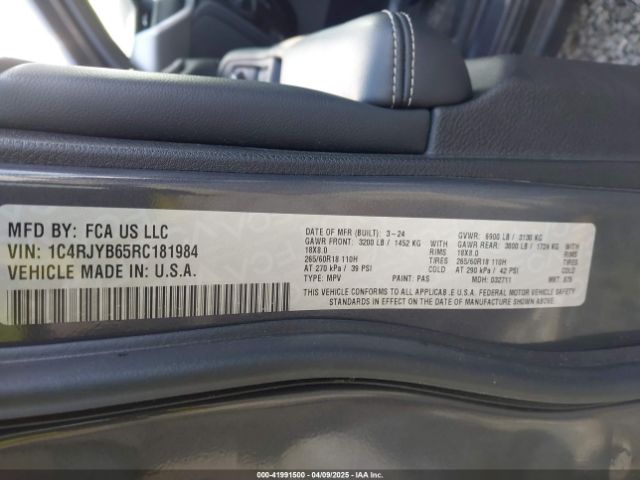 MFD BY: FCA US LLC
VIN: 1C4RJYB65RC181984
VEHICLE MADE IN: U.S.A.
DATE OF MFR (BUILT): 3-24
GVWR: 6900 LB / 3130 KG
GAWR FRONT: 3200 LB / 1452 KG WITH
18X8.0 RIMS
265/60R18 110H TIRES
AT 270 kPa / 39 PSI
GAWR REAR: 3800 LB / 1724 KG WITH
18X8.0 RIMS
265/60R18 110H TIRES
AT 290 kPa / 42 PSI
TYPE: MPV PAINT: PAS MDH: 032711 MKT:
THIS VEHICLE CONFORMS TO ALL APPLICAB.E U.S.A. FEDERAL MOTOR VEHICLE SAFETY
STANDARDS IN EFFECT ON THE DATE OF MANUFACTURE SHOWN ABOVE.
000-41991500 04/09/2025 IAA Inc.